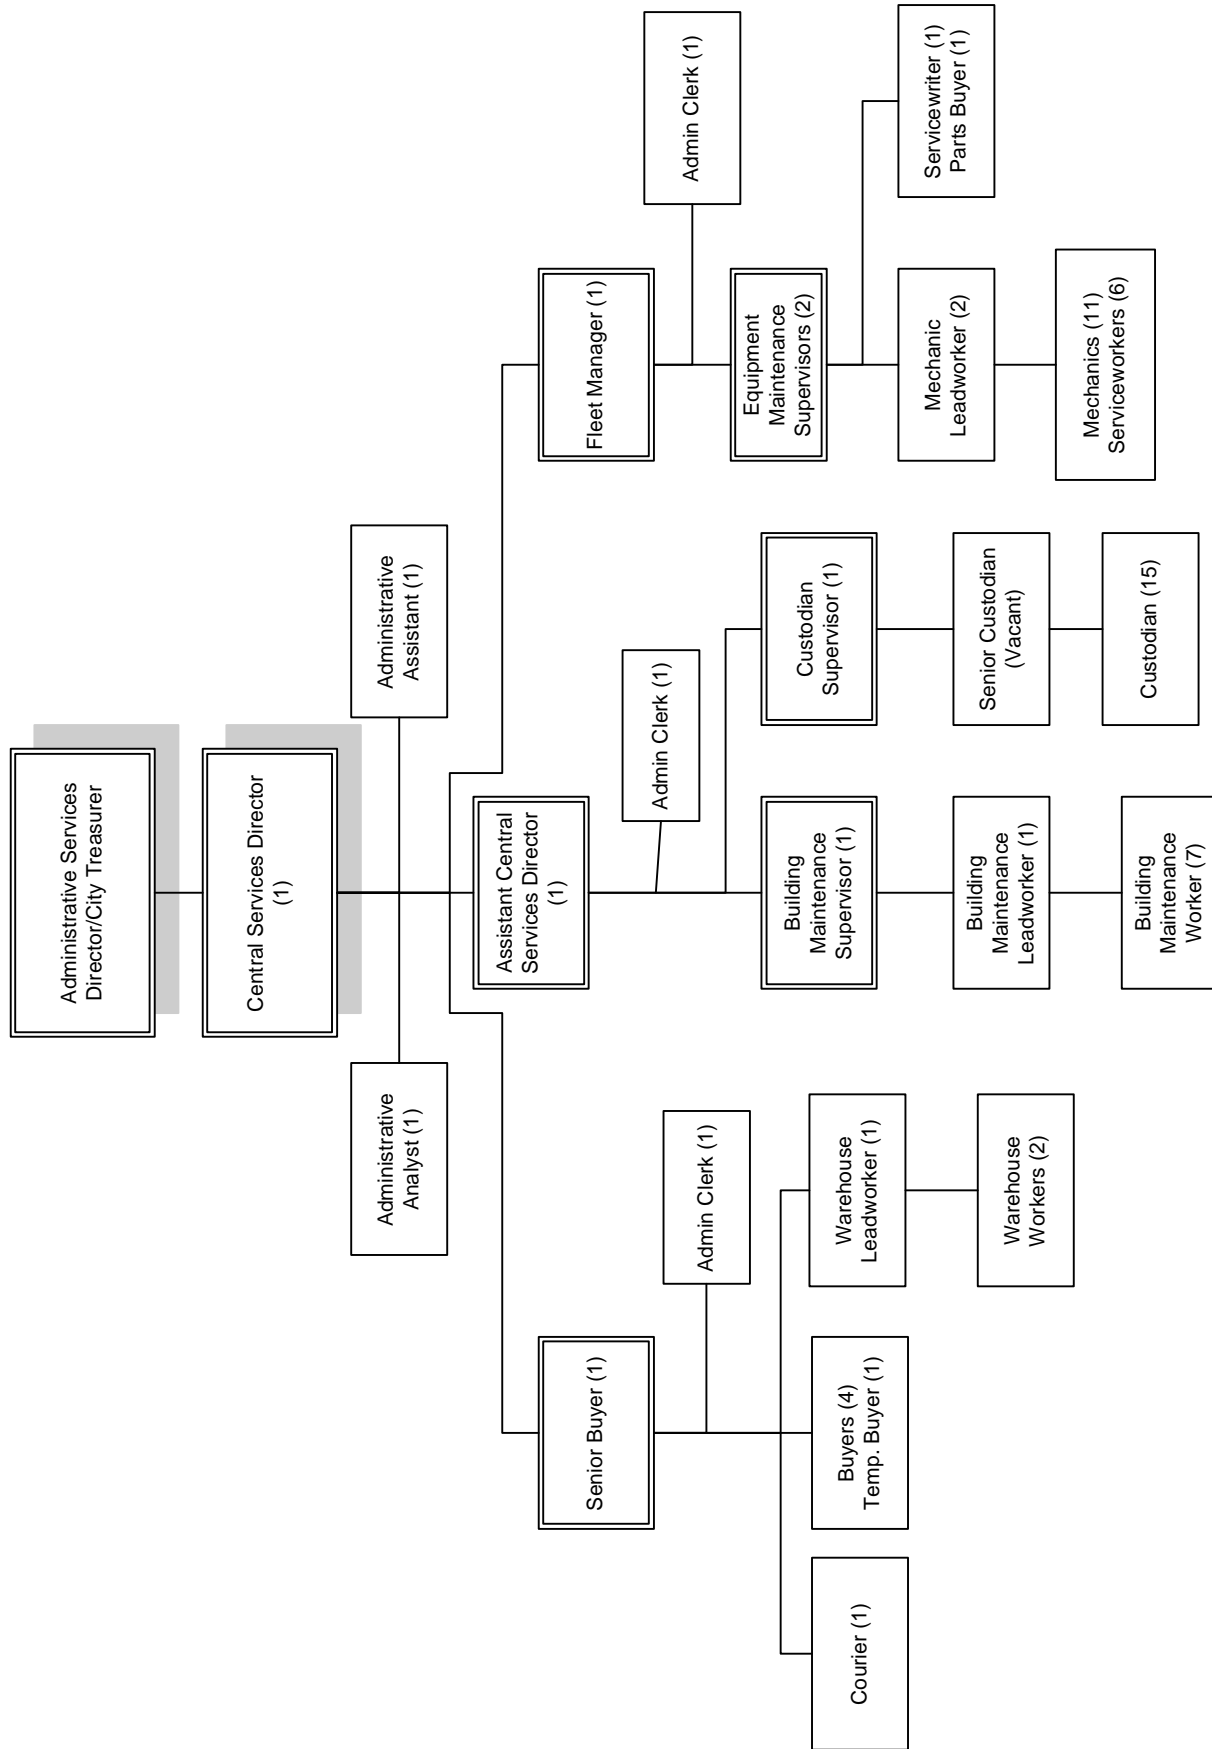 Administrative Services
Director/City Treasurer
Central Services Director
(1)
Administrative
Analyst (1)
Administrative
Assistant (1)
Senior Buyer (1)
Assistant Central
Services Director
(1)
Fleet Manager (1)
Admin Clerk (1)
Admin Clerk (1)
Admin Clerk (1)
Courier (1)
Buyers (4)
Temp. Buyer (1)
Warehouse
Leadworker (1)
Warehouse
Workers (2)
Building
Maintenance
Supervisor (1)
Custodian
Supervisor (1)
Building
Maintenance
Leadworker (1)
Senior Custodian
(Vacant)
Building
Maintenance
Worker (7)
Custodian (15)
Equipment
Maintenance
Supervisors (2)
Mechanic
Leadworker (2)
Servicewriter (1)
Parts Buyer (1)
Mechanics (11)
Serviceworkers (6)